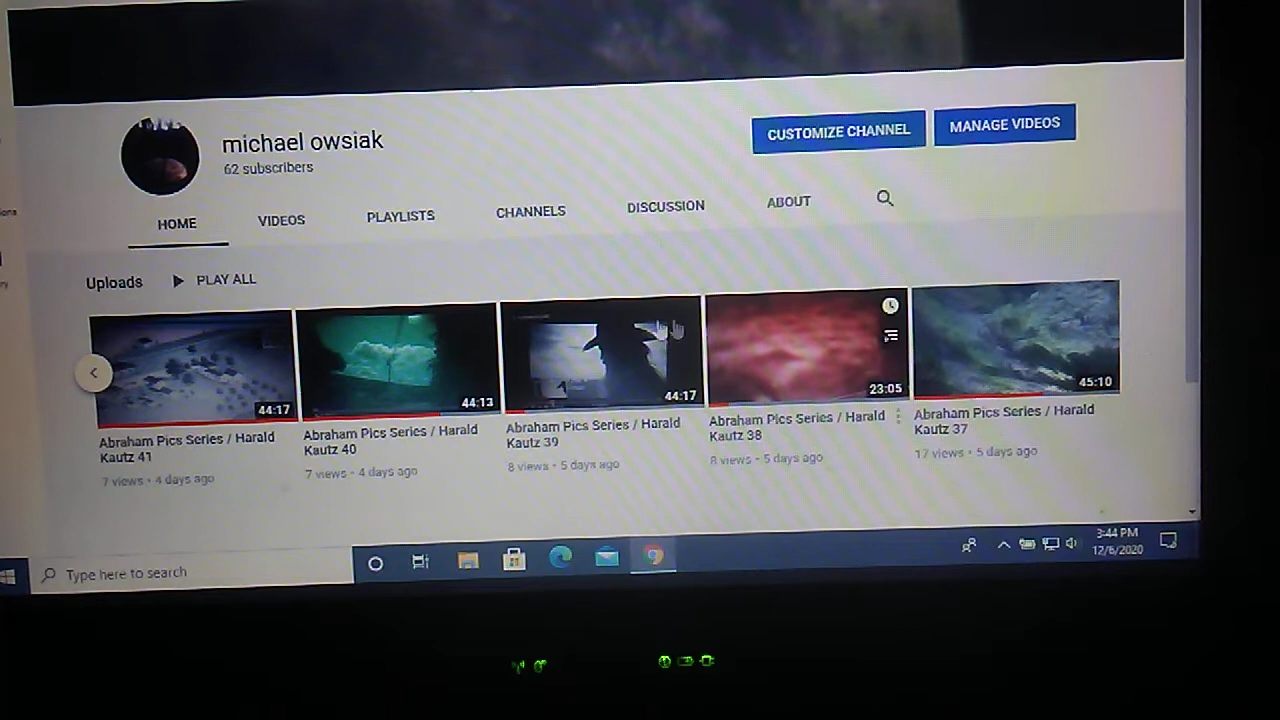 michael owsiak
62 subscribers
CUSTOMIZE CHANNEL
MANAGE VIDEOS
HOME
VIDEOS
PLAYLISTS
CHANNELS
DISCUSSION
ABOUT
Uploads
PLAY ALL
44:17
44:13
44:17
23:05
45:10
Abraham Pics Series / Harald
Kautz 41
7 views • 4 days ago
Abraham Pics Series / Harald
Kautz 40
7 views • 4 days ago
Abraham Pics Series / Harald
Kautz 39
8 views • 5 days ago
Abraham Pics Series / Harald
Kautz 38
8 views • 5 days ago
Abraham Pics Series / Harald
Kautz 37
17 views • 5 days ago
Type here to search
3:44 PM
12/6/2020